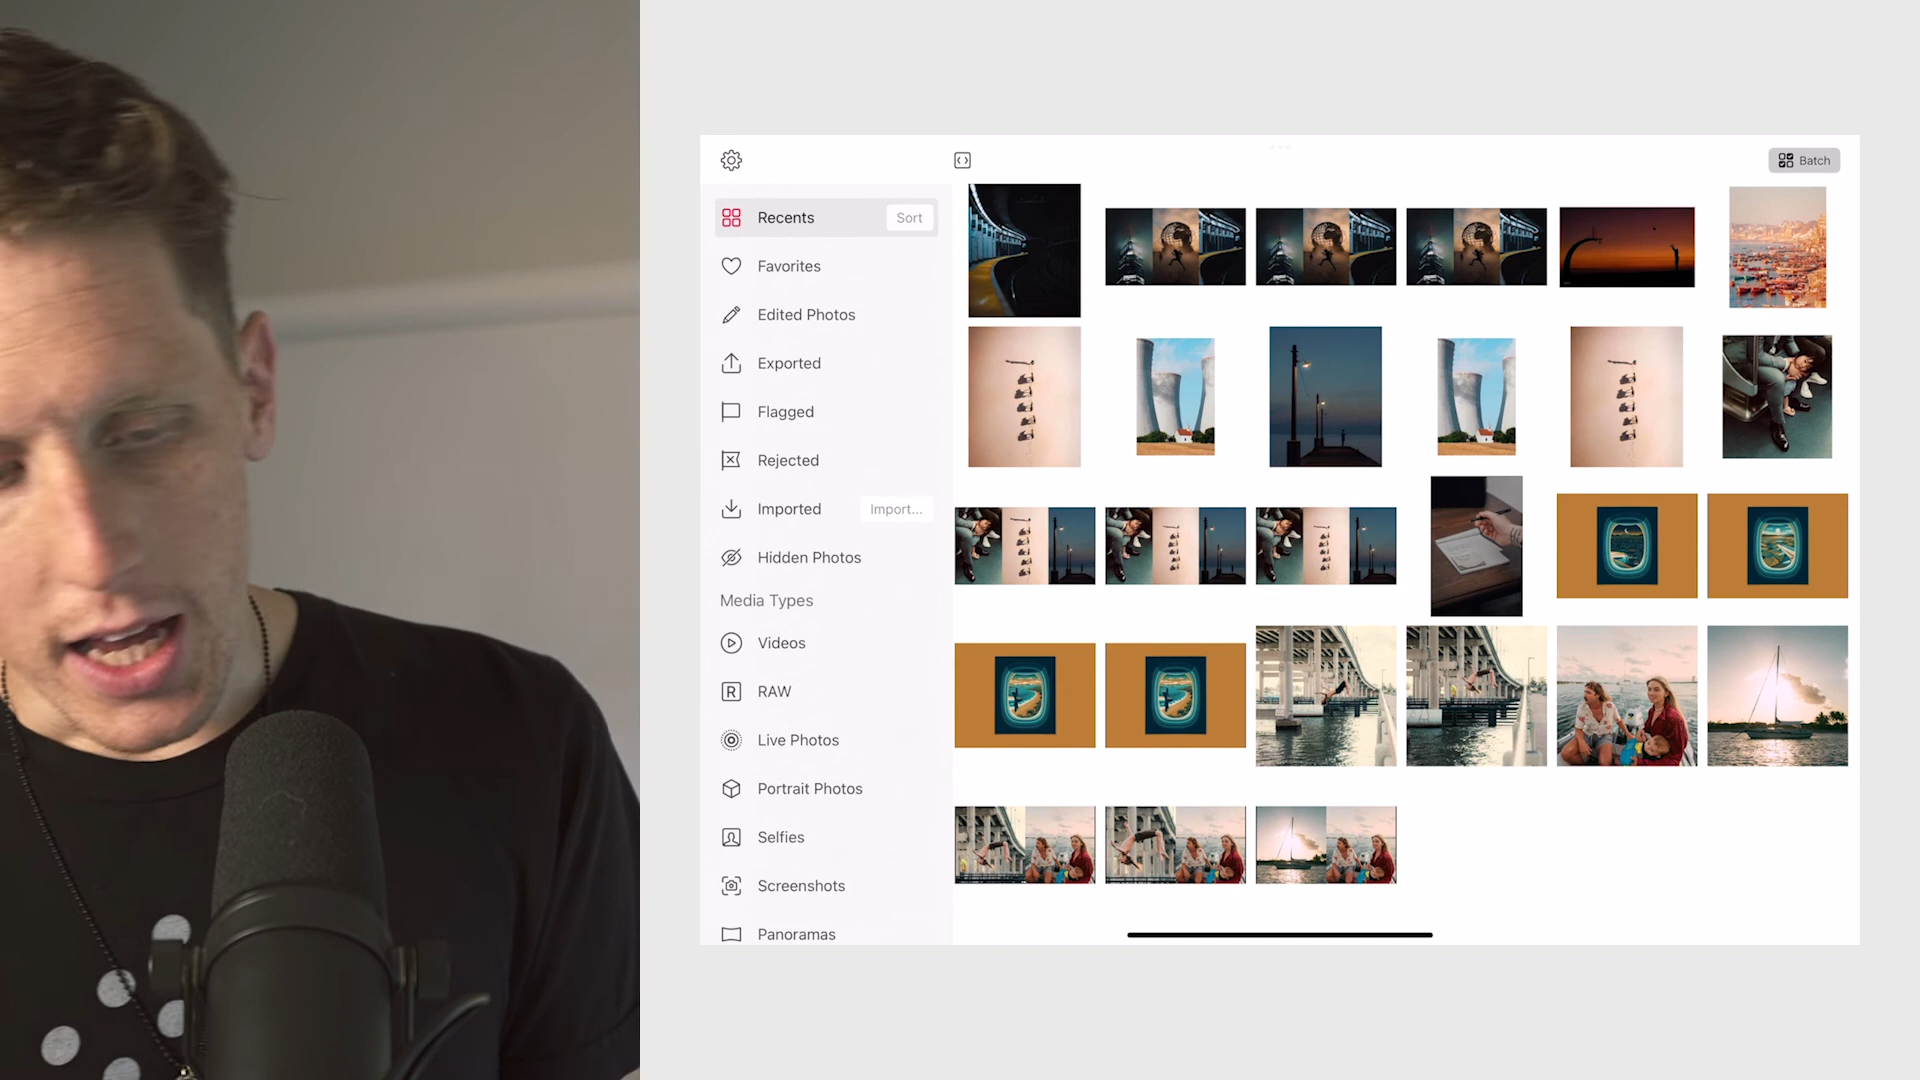 Batch
Recents
Sort
Favorites
Edited Photos
Exported
Flagged
Rejected
Imported
Import...
Hidden Photos
Media Types
Videos
R
RAW
Live Photos
Portrait Photos
Selfies
Screenshots
Panoramas